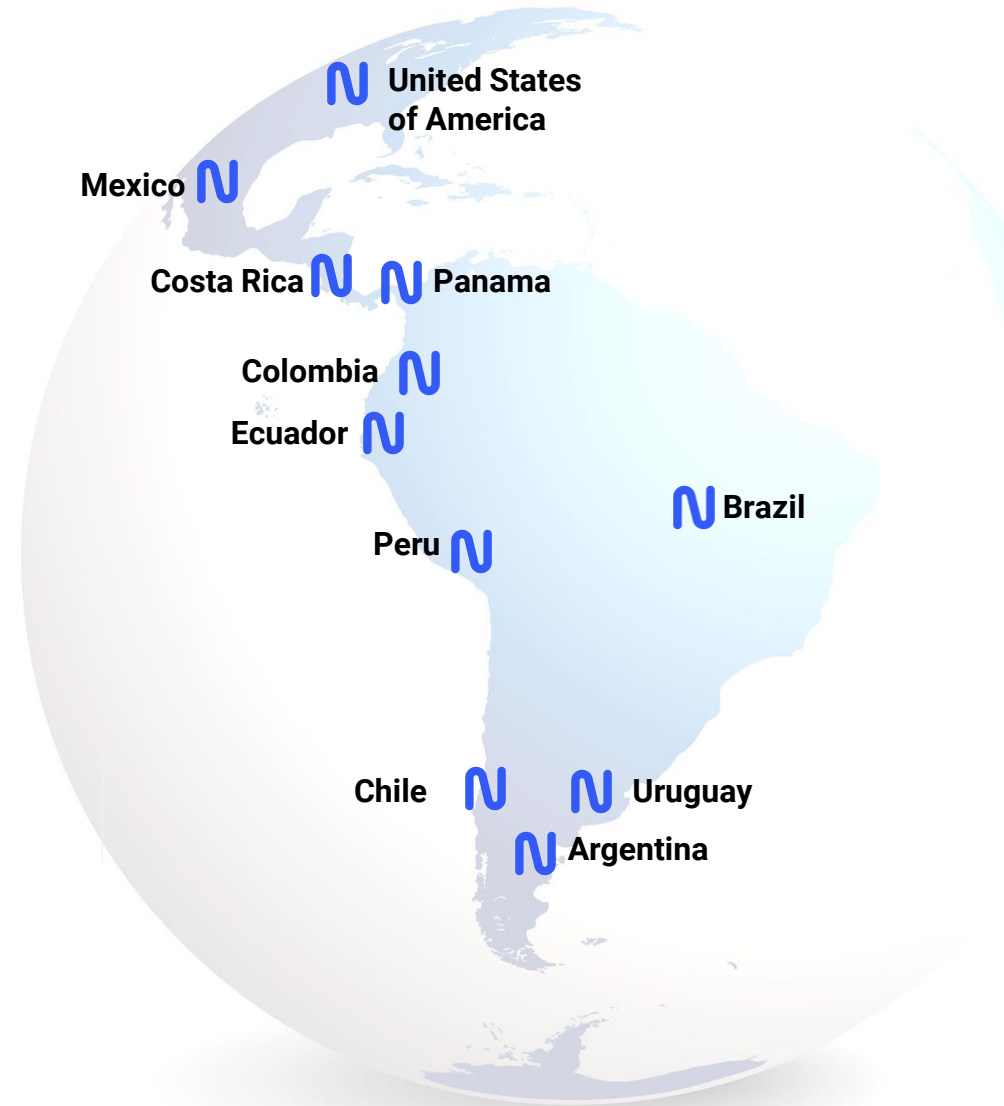 United States
of America
Mexico
Costa Rica
Panama
Colombia
Ecuador
Brazil
Peru
Chile
Uruguay
Argentina